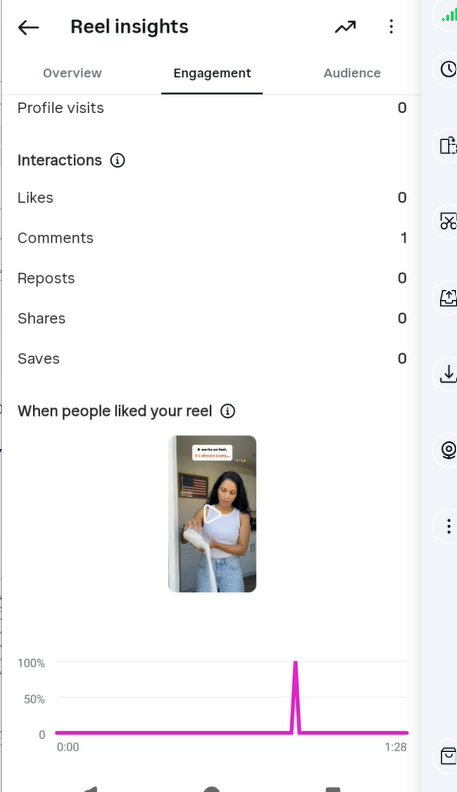 Reel insights
Overview Engagement Audience
Profile visits 0
Interactions
Likes 0
Comments 1
Reposts 0
Shares 0
Saves 0
When people liked your reel
100%
50%
0
0:00 1:28